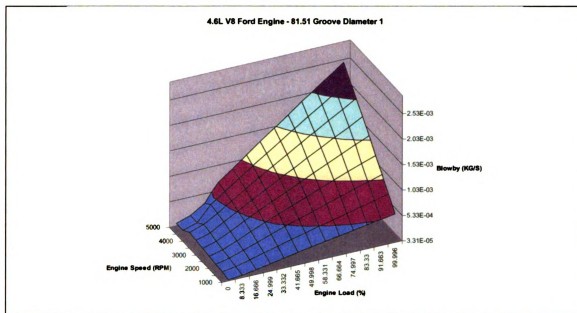 4.6L V8 Ford Engine - 81.51 Groove Diameter 1
2.53E-03
2.03E-03
1.53E-03
1.03E-03
5.33E-04
3.31E-05
Blowby (KG/S)
5000
4000
3000
2000
1000
Engine Speed (RPM)
0
8.333
16.666
24.999
33.332
41.665
49.998
58.331
66.664
74.997
83.33
91.663
99.996
Engine Load (%)